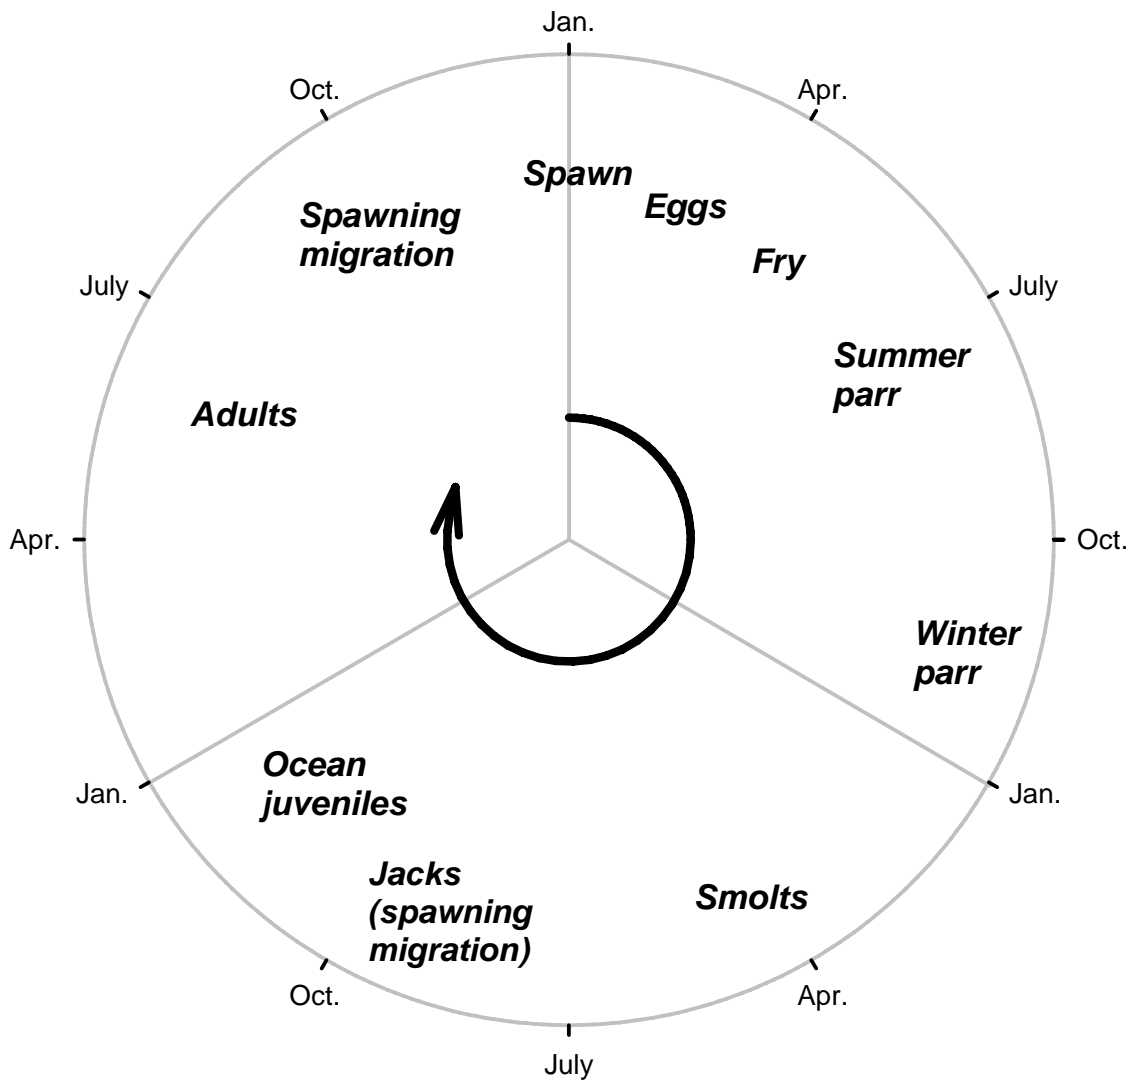 Jan.
Oct.
Apr.
Spawn
Eggs
Spawning
migration
Fry
July
July
Summer
parr
Adults
Apr.
Oct.
Winter
parr
Ocean
juveniles
Jan.
Jan.
Jacks
(spawning
migration)
Smolts
Oct.
Apr.
July